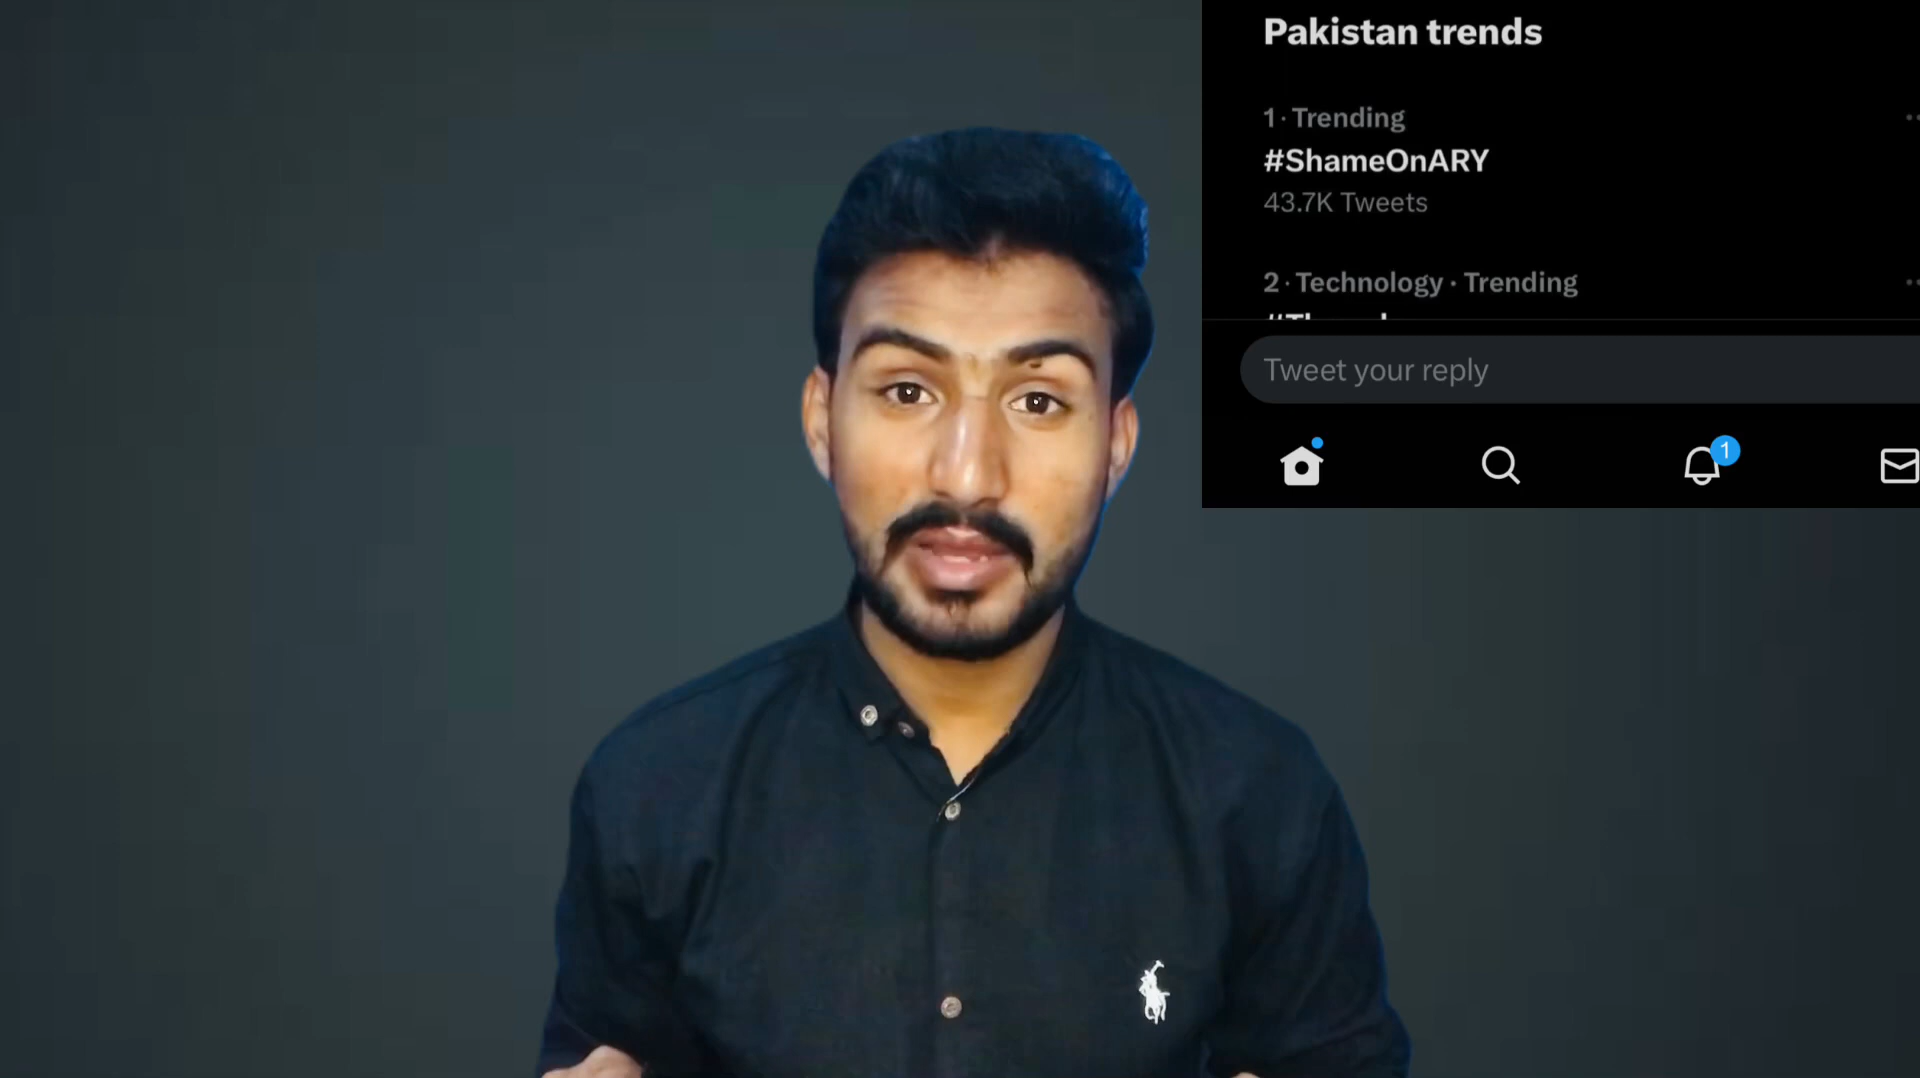 Pakistan trends
1 · Trending
#ShameOnARY
43.7K Tweets
2 · Technology · Trending
Tweet your reply
1